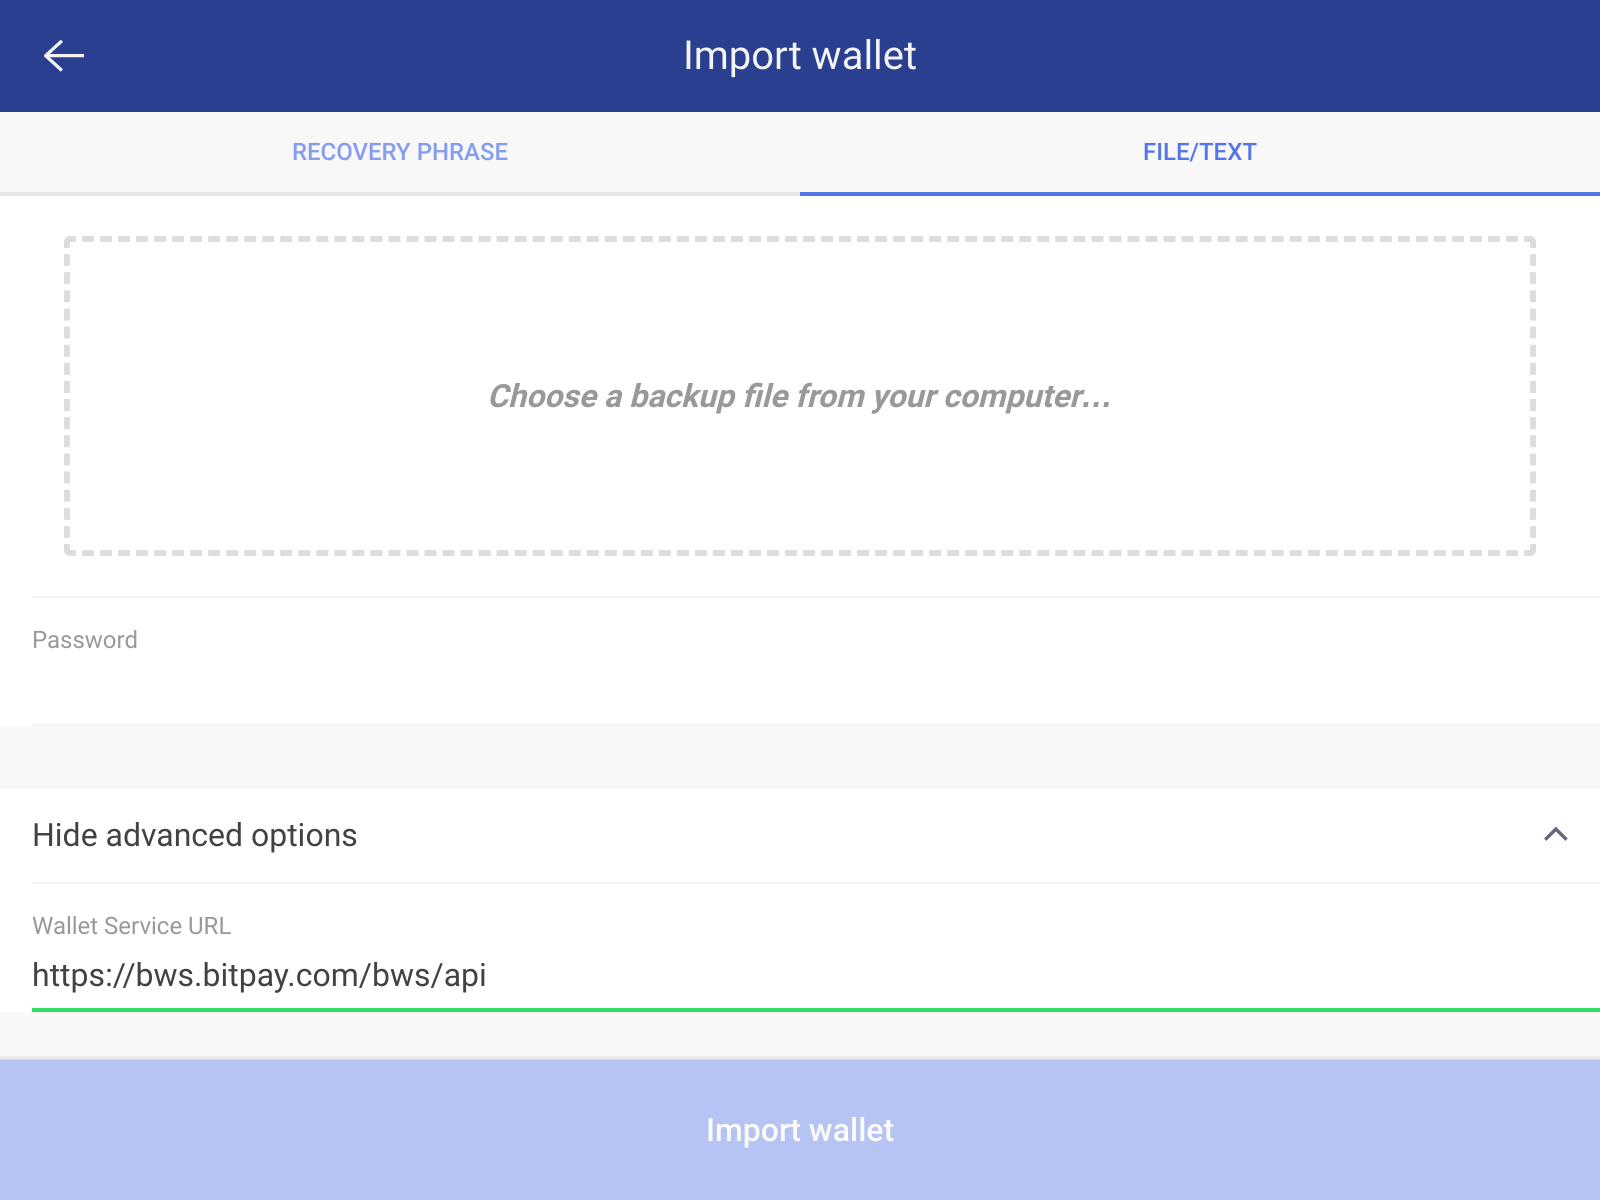 Import wallet
RECOVERY PHRASE
FILE/TEXT
Choose a backup file from your computer...
Password
Hide advanced options
Wallet Service URL
https://bws.bitpay.com/bws/api
Import wallet